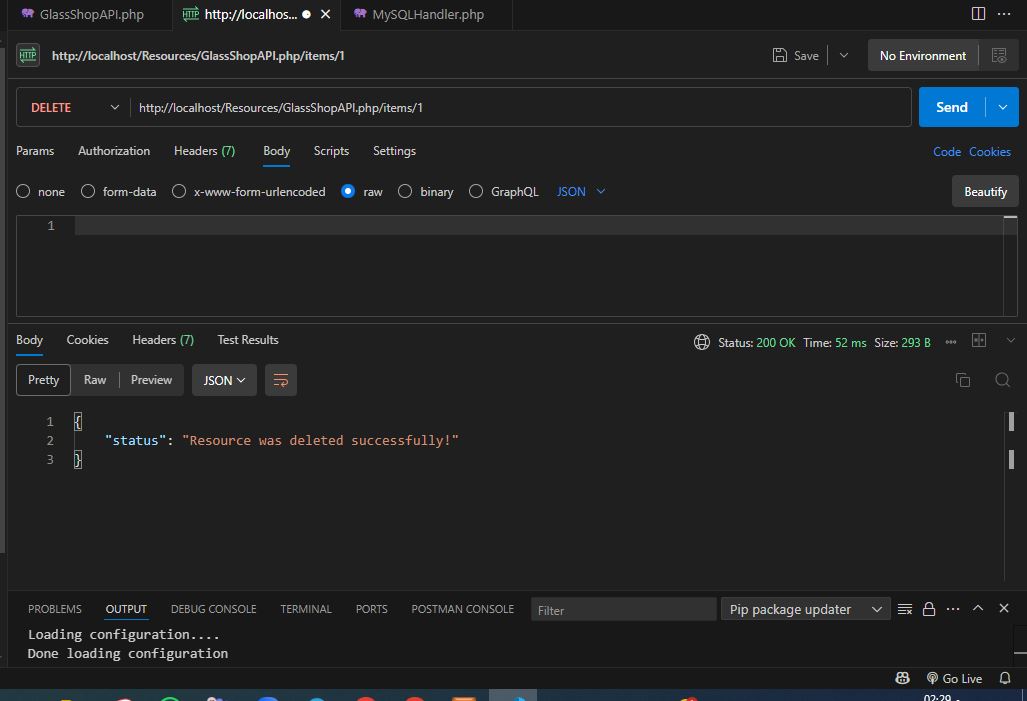 GlassShopAPI.php http://localhos... MySQLHandler.php
HTTP http://localhost/Resources/GlassShopAPI.php/items/1 Save No Environment
DELETE http://localhost/Resources/GlassShopAPI.php/items/1 Send
Params Authorization Headers (7) Body Scripts Settings Code Cookies
none form-data x-www-form-urlencoded raw binary GraphQL JSON Beautify
1
Body Cookies Headers (7) Test Results Status: 200 OK Time: 52 ms Size: 293 B
Pretty Raw Preview JSON
1 {
2 "status": "Resource was deleted successfully!"
3 }
PROBLEMS OUTPUT DEBUG CONSOLE TERMINAL PORTS POSTMAN CONSOLE Filter Pip package updater
Loading configuration....
Done loading configuration
Go Live
02:29